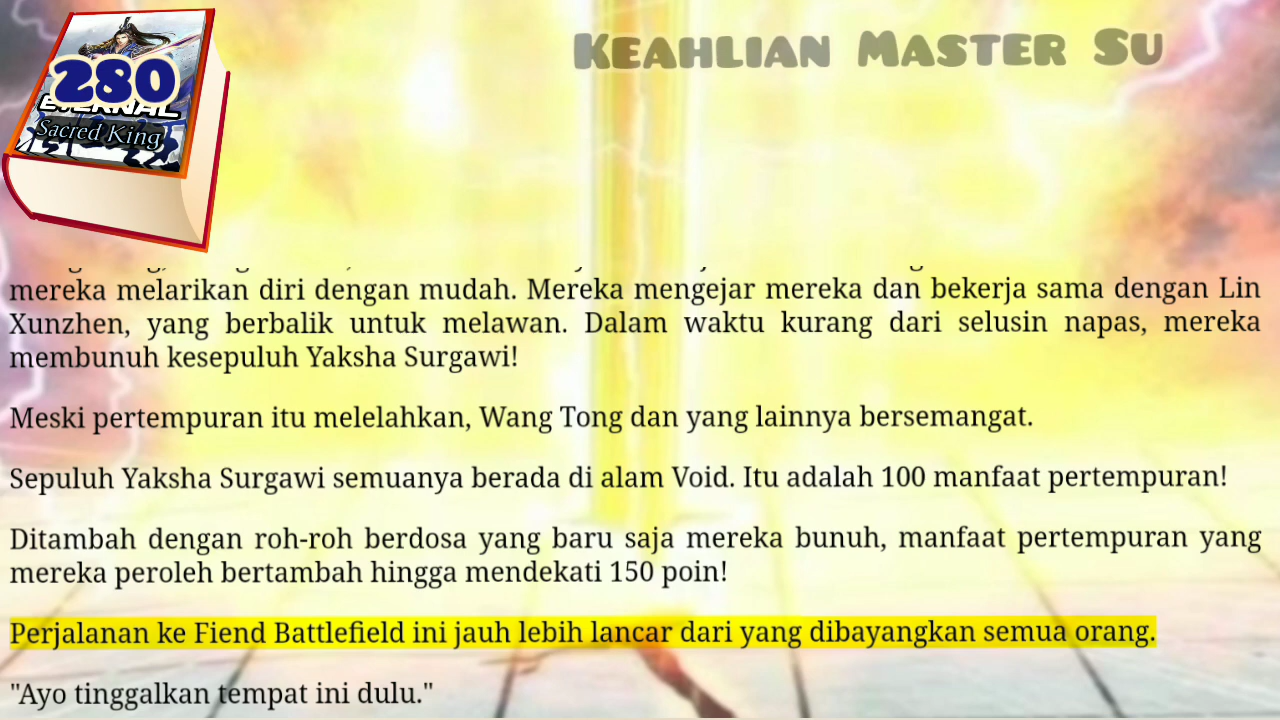 280
ETERNAL
Sacred King
KEAHLIAN MASTER SU
mereka melarikan diri dengan mudah. Mereka mengejar mereka dan bekerja sama dengan Lin
Xunzhen, yang berbalik untuk melawan. Dalam waktu kurang dari selusin napas, mereka
membunuh kesepuluh Yaksha Surgawi!
Meski pertempuran itu melelahkan, Wang Tong dan yang lainnya bersemangat.
Sepuluh Yaksha Surgawi semuanya berada di alam Void. Itu adalah 100 manfaat pertempuran!
Ditambah dengan roh-roh berdosa yang baru saja mereka bunuh, manfaat pertempuran yang
mereka peroleh bertambah hingga mendekati 150 poin!
Perjalanan ke Fiend Battlefield ini jauh lebih lancar dari yang dibayangkan semua orang.
"Ayo tinggalkan tempat ini dulu."